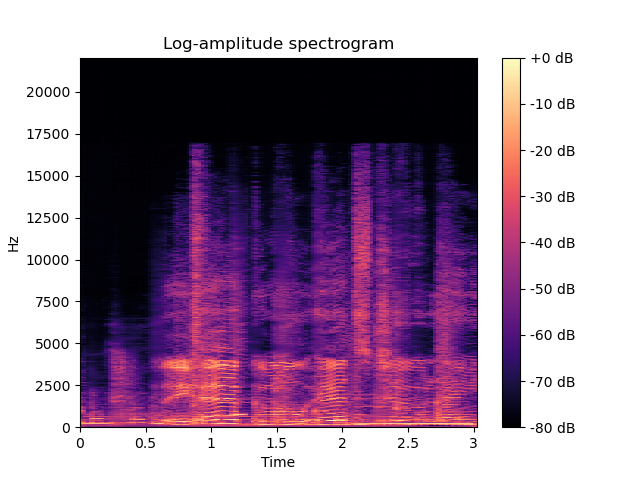 Log-amplitude spectrogram
20000
17500
15000
12500
10000
7500
5000
2500
0
Hz
0
0.5
1
1.5
2
2.5
3
Time
+0 dB
-10 dB
-20 dB
-30 dB
-40 dB
-50 dB
-60 dB
-70 dB
-80 dB